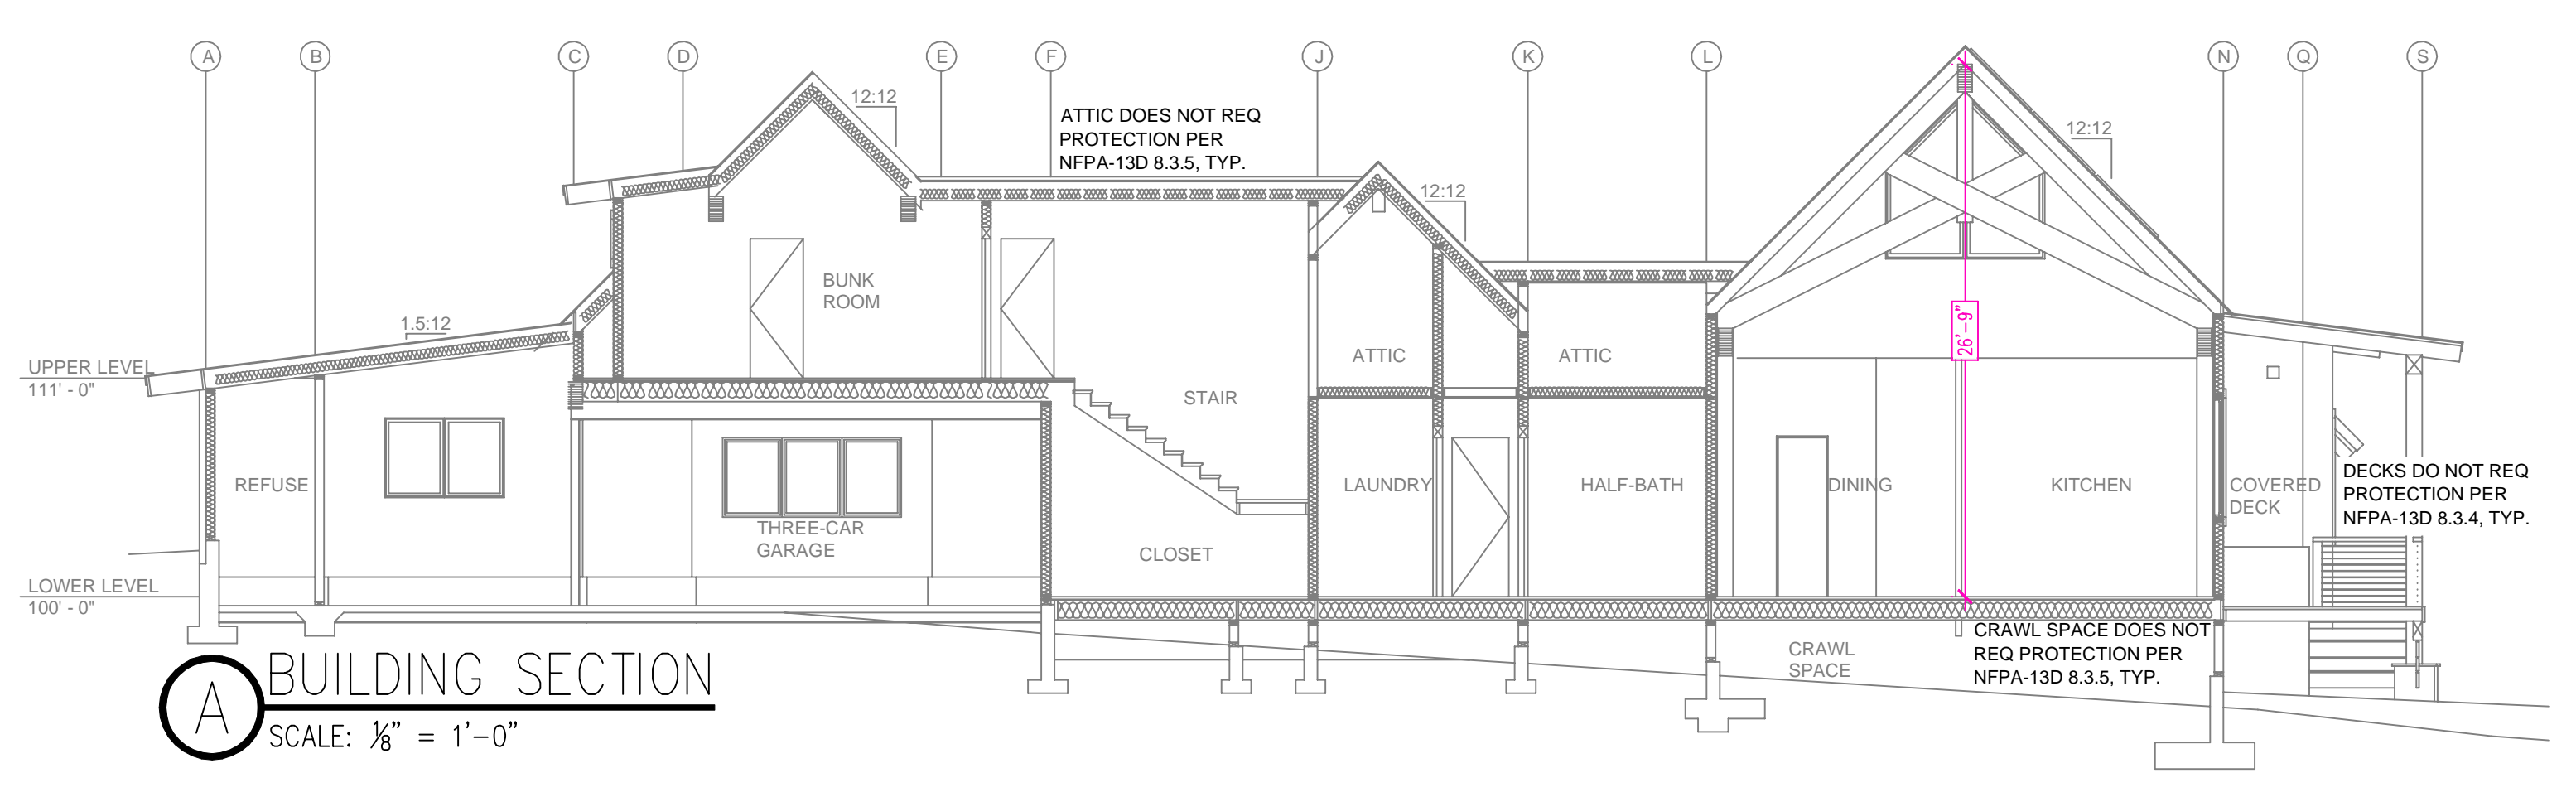 A B C D E F J K L N Q S
12:12
ATTIC DOES NOT REQ
PROTECTION PER
NFPA-13D 8.3.5, TYP.
12:12
12:12
BUNK
ROOM
1.5:12
26'-9"
UPPER LEVEL
111' - 0"
ATTIC
ATTIC
STAIR
REFUSE
LAUNDRY
HALF-BATH
DINING
KITCHEN
COVERED
DECK
DECKS DO NOT REQ
PROTECTION PER
NFPA-13D 8.3.4, TYP.
THREE-CAR
GARAGE
CLOSET
LOWER LEVEL
100' - 0"
CRAWL
SPACE
CRAWL SPACE DOES NOT
REQ PROTECTION PER
NFPA-13D 8.3.5, TYP.
A
BUILDING SECTION
SCALE: ⅛" = 1'-0"